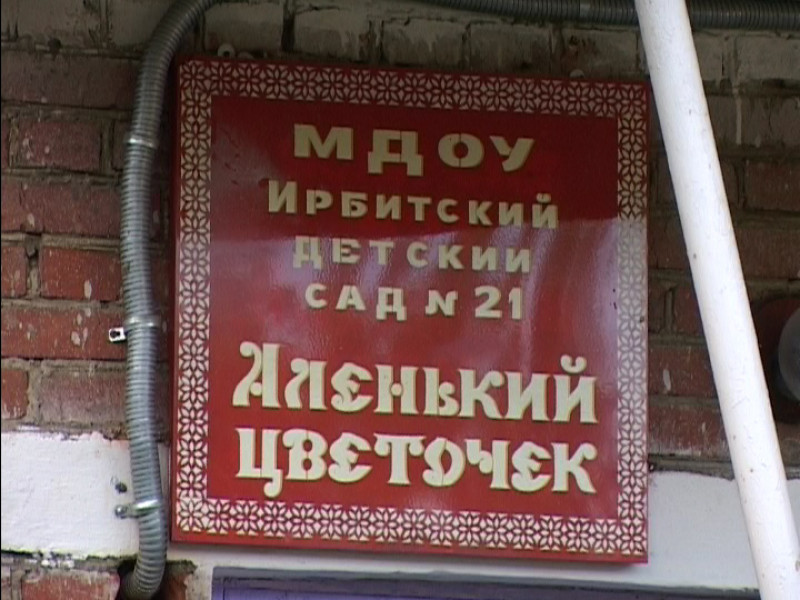 МДОУ
Ирбитский
детский
сад № 21
Аленький
цветочек